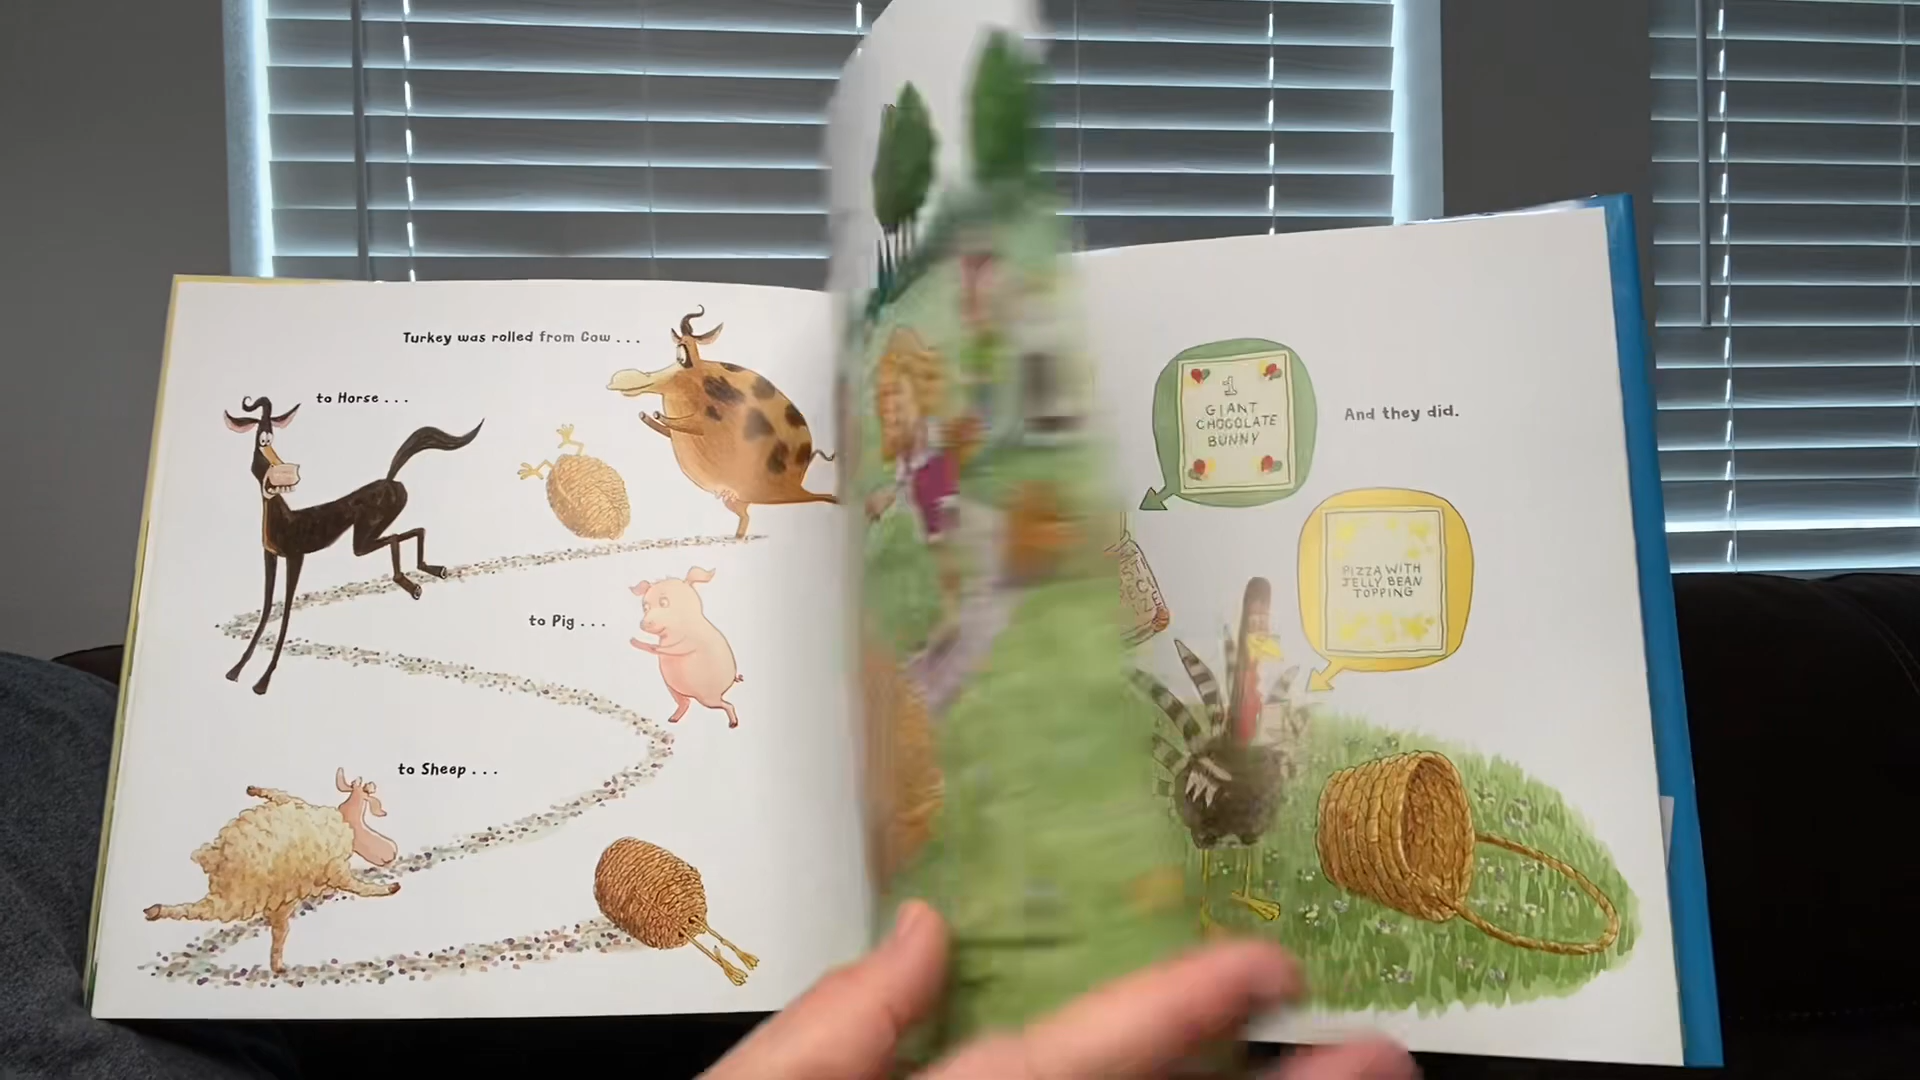 Turkey was rolled from Cow . . .
to Horse . . .
to Pig . . .
to Sheep . . .
1
GIANT
CHOCOLATE
BUNNY
And they did.
PIZZA WITH
JELLY BEAN
TOPPING